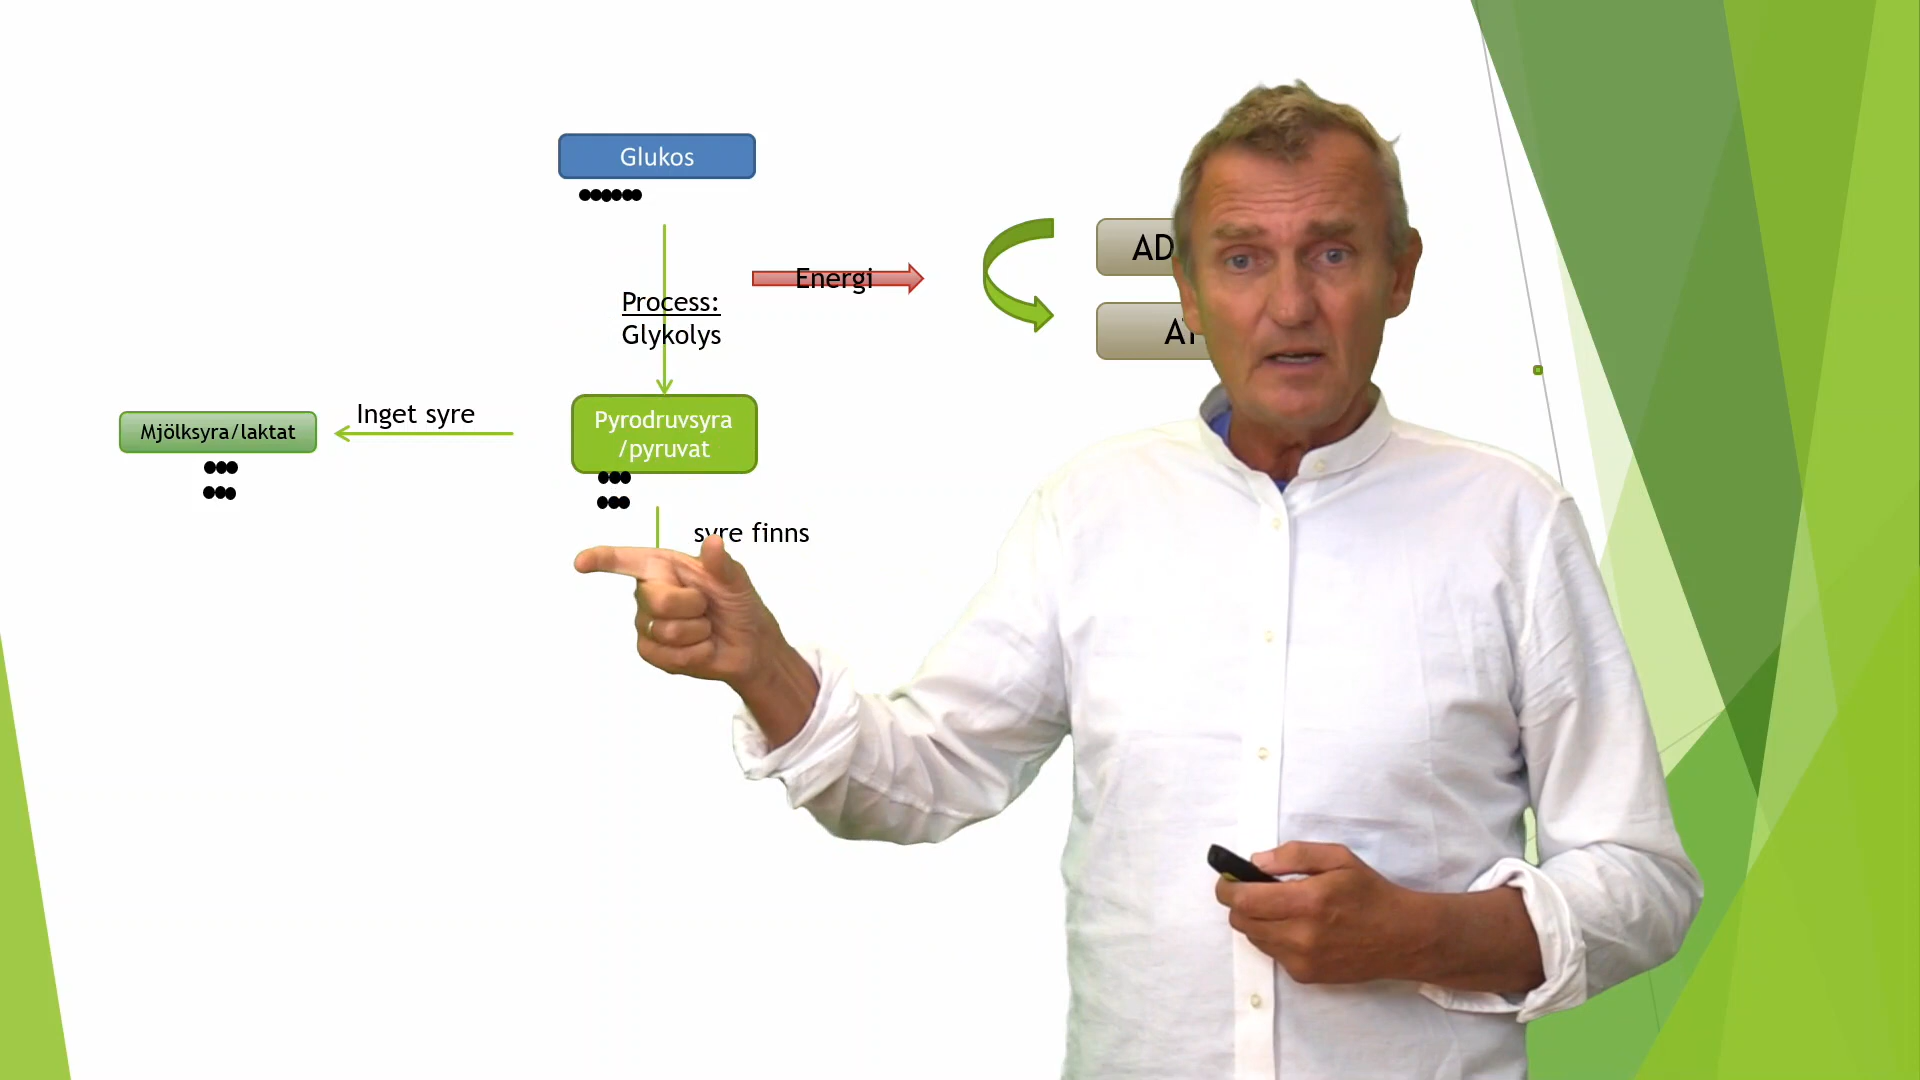 Glukos
Energi
Process:
Glykolys
Inget syre
Mjölksyra/laktat
Pyrodruvsyra
/pyruvat
syre finns